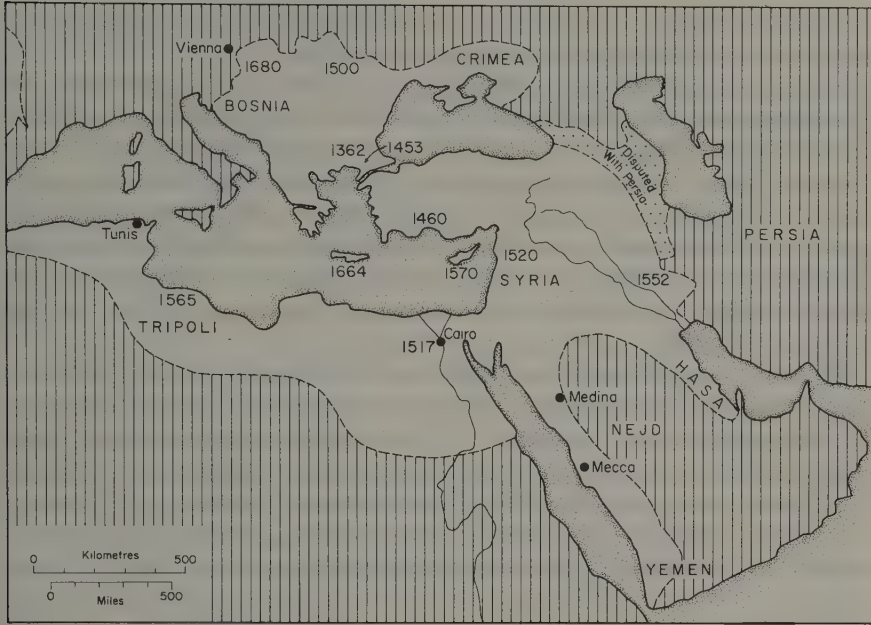 Vienna
1680
1500
CRIMEA
BOSNIA
1362
1453
Disputed
With Persia
Tunis
1460
PERSIA
1520
1664
1570
SYRIA
1552
1565
TRIPOLI
Cairo
1517
HASA
Medina
NEJD
Mecca
Kilometres
0 500
0 500
Miles
YEMEN